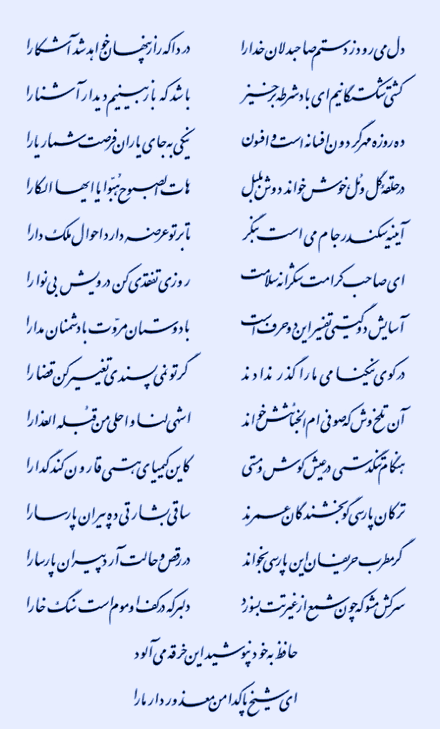 دل می‌رود ز دستم صاحبدلان خدا را دردا که راز پنهان خواهد شد آشکارا
کشتی شکستگانیم ای باد شرطه برخیز باشد که باز بینیم دیدار آشنا را
ده روزه مهر گردون افسانه است و افسون نیکی به جای یاران فرصت شمار یارا
در حلقه گل و مل خوش خواند دوش بلبل هات الصبوح هُبّوا یا ایها السکارا
آیینه سکندر جام می است بنگر تا بر تو عرضه دارد احوال ملک دارا
ای صاحب کرامت شکرانه سلامت روزی تفقدی کن درویش بی نوا را
آسایش دو گیتی تفسیر این دو حرف است با دوستان مروّت با دشمنان مدارا
در کوی نیکنامی ما را گذر ندادند گر تو نمی پسندی تغییر کن قضا را
آن تلخ وش که صوفی ام الخبائثش خواند اشهی لنا و احلی من قبله العذارا
هنگام تنگدستی در عیش کوش و مستی کاین کیمیای هستی قارون کند گدا را
ترکان پارسی گو بخشندگان عمرند ساقی بشارتی ده پیران پارسا را
گر مطرب حریفان این پارسی بخواند در رقص و حالت آرد پیران پارسا را
سرکش مشو که چون شمع از غیرتت بسوزد دلبر که در کف او موم است سنگ خارا
حافظ به خود نپوشید این خرقه می آلود
ای شیخ پاکدامن معذور دار ما را